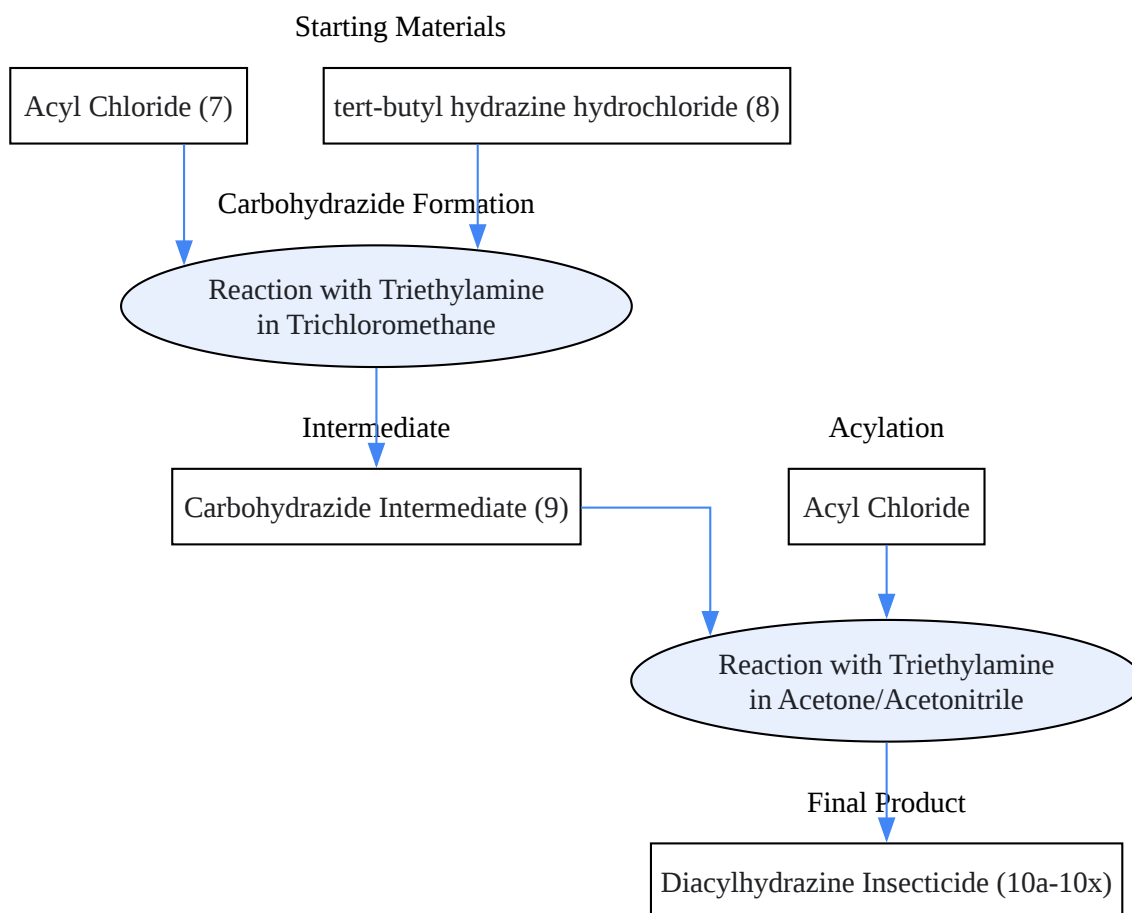 Starting Materials
Acyl Chloride (7)
tert-butyl hydrazine hydrochloride (8)
Carbohydrazide Formation
Reaction with Triethylamine
in Trichloromethane
Intermediate
Acylation
Carbohydrazide Intermediate (9)
Acyl Chloride
Reaction with Triethylamine
in Acetone/Acetonitrile
Final Product
Diacylhydrazine Insecticide (10a-10x)